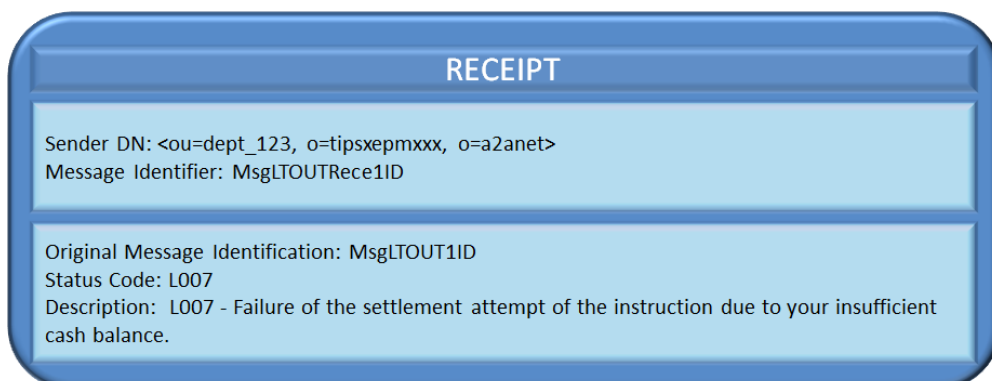 RECEIPT
Sender DN: <ou=dept_123, o=tipsxepmxxx, o=a2anet>
Message Identifier: MsgLTOUTRece1ID
Original Message Identification: MsgLTOUT1ID
Status Code: L007
Description:  L007 - Failure of the settlement attempt of the instruction due to your insufficient
cash balance.